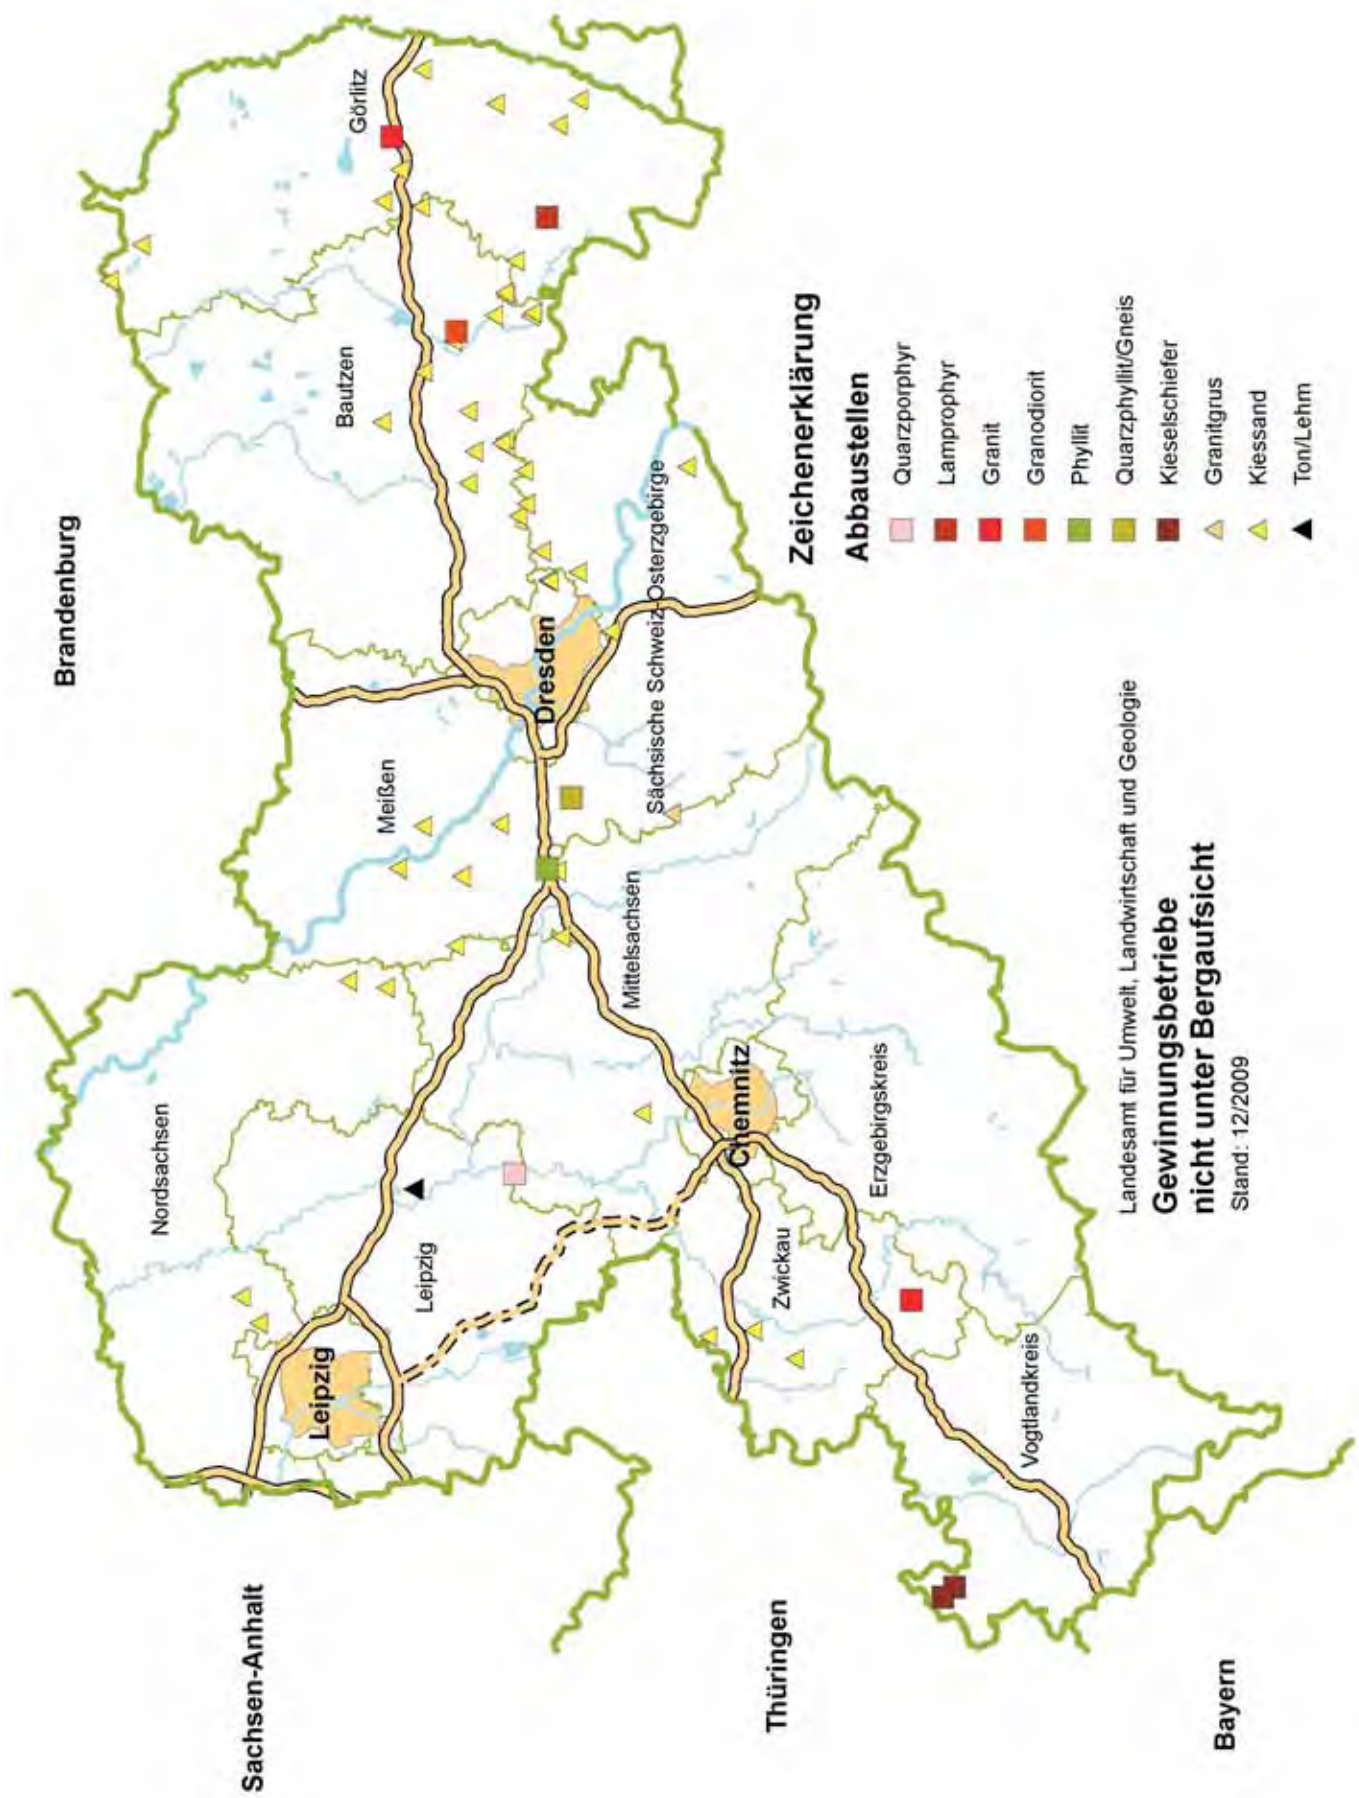 Brandenburg
Sachsen-Anhalt
Thüringen
Bayern
Nordsachsen
Leipzig
Leipzig
Meißen
Bautzen
Görlitz
Dresden
Sächsische Schweiz-Osterzgebirge
Mittelsachsen
Chemnitz
Zwickau
Erzgebirgskreis
Vogtlandkreis
Zeichenerklärung
Abbaustellen
Quarzporphyr
Lamprophyr
Granit
Granodiorit
Phyllit
Quarzphyllit/Gneis
Kieselschiefer
Granitgrus
Kiessand
Ton/Lehm
Landesamt für Umwelt, Landwirtschaft und Geologie
Gewinnungsbetriebe
nicht unter Bergaufsicht
Stand: 12/2009